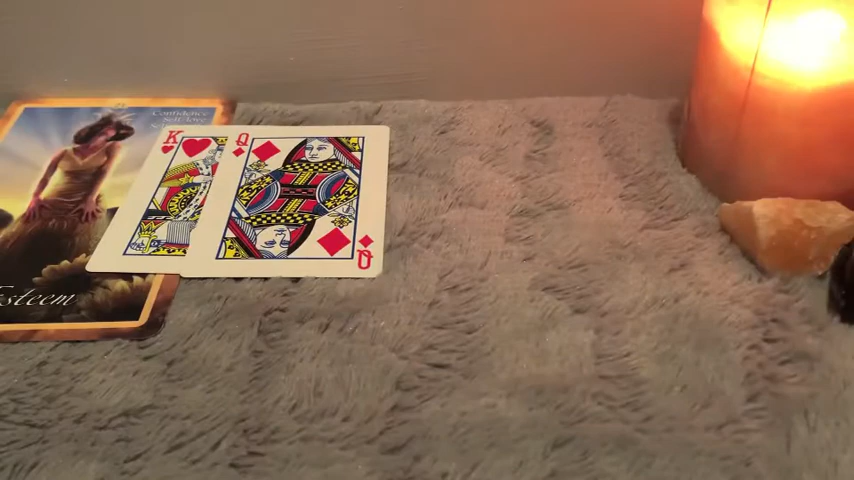 Confidence
Self-love
K
Q
Q
Esteem